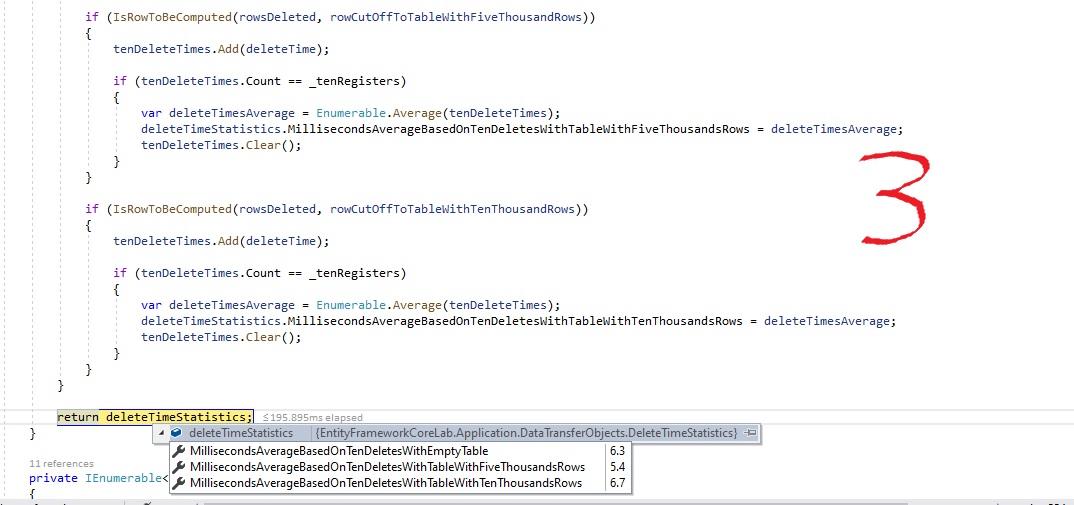 if (IsRowToBeComputed(rowsDeleted, rowCutOffToTableWithFiveThousandRows))
{
tenDeleteTimes.Add(deleteTime);
if (tenDeleteTimes.Count == _tenRegisters)
{
var deleteTimesAverage = Enumerable.Average(tenDeleteTimes);
deleteTimeStatistics.MillisecondsAverageBasedOnTenDeletesWithTableWithFiveThousandsRows = deleteTimesAverage;
tenDeleteTimes.Clear();
}
}
3
if (IsRowToBeComputed(rowsDeleted, rowCutOffToTableWithTenThousandRows))
{
tenDeleteTimes.Add(deleteTime);
if (tenDeleteTimes.Count == _tenRegisters)
{
var deleteTimesAverage = Enumerable.Average(tenDeleteTimes);
deleteTimeStatistics.MillisecondsAverageBasedOnTenDeletesWithTableWithTenThousandsRows = deleteTimesAverage;
tenDeleteTimes.Clear();
}
}
}
return deleteTimeStatistics; ≤195.895ms elapsed
} deleteTimeStatistics {EntityFrameworkCoreLab.Application.DataTransferObjects.DeleteTimeStatistics}
MillisecondsAverageBasedOnTenDeletesWithEmptyTable 6.3
11 references
MillisecondsAverageBasedOnTenDeletesWithTableWithFiveThousandsRows 5.4
private IEnumerable<
MillisecondsAverageBasedOnTenDeletesWithTableWithTenThousandsRows 6.7
{